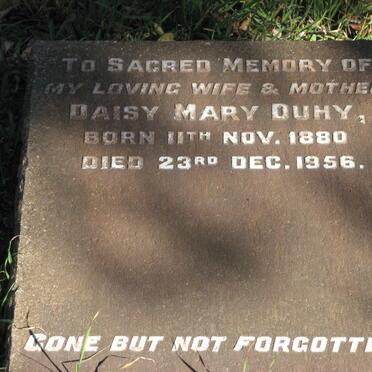 TO SACRED MEMORY OF
MY LOVING WIFE & MOTHER
DAISY MARY DUHY,
BORN 11TH NOV. 1880
DIED 23RD DEC. 1956.
GONE BUT NOT FORGOTTE